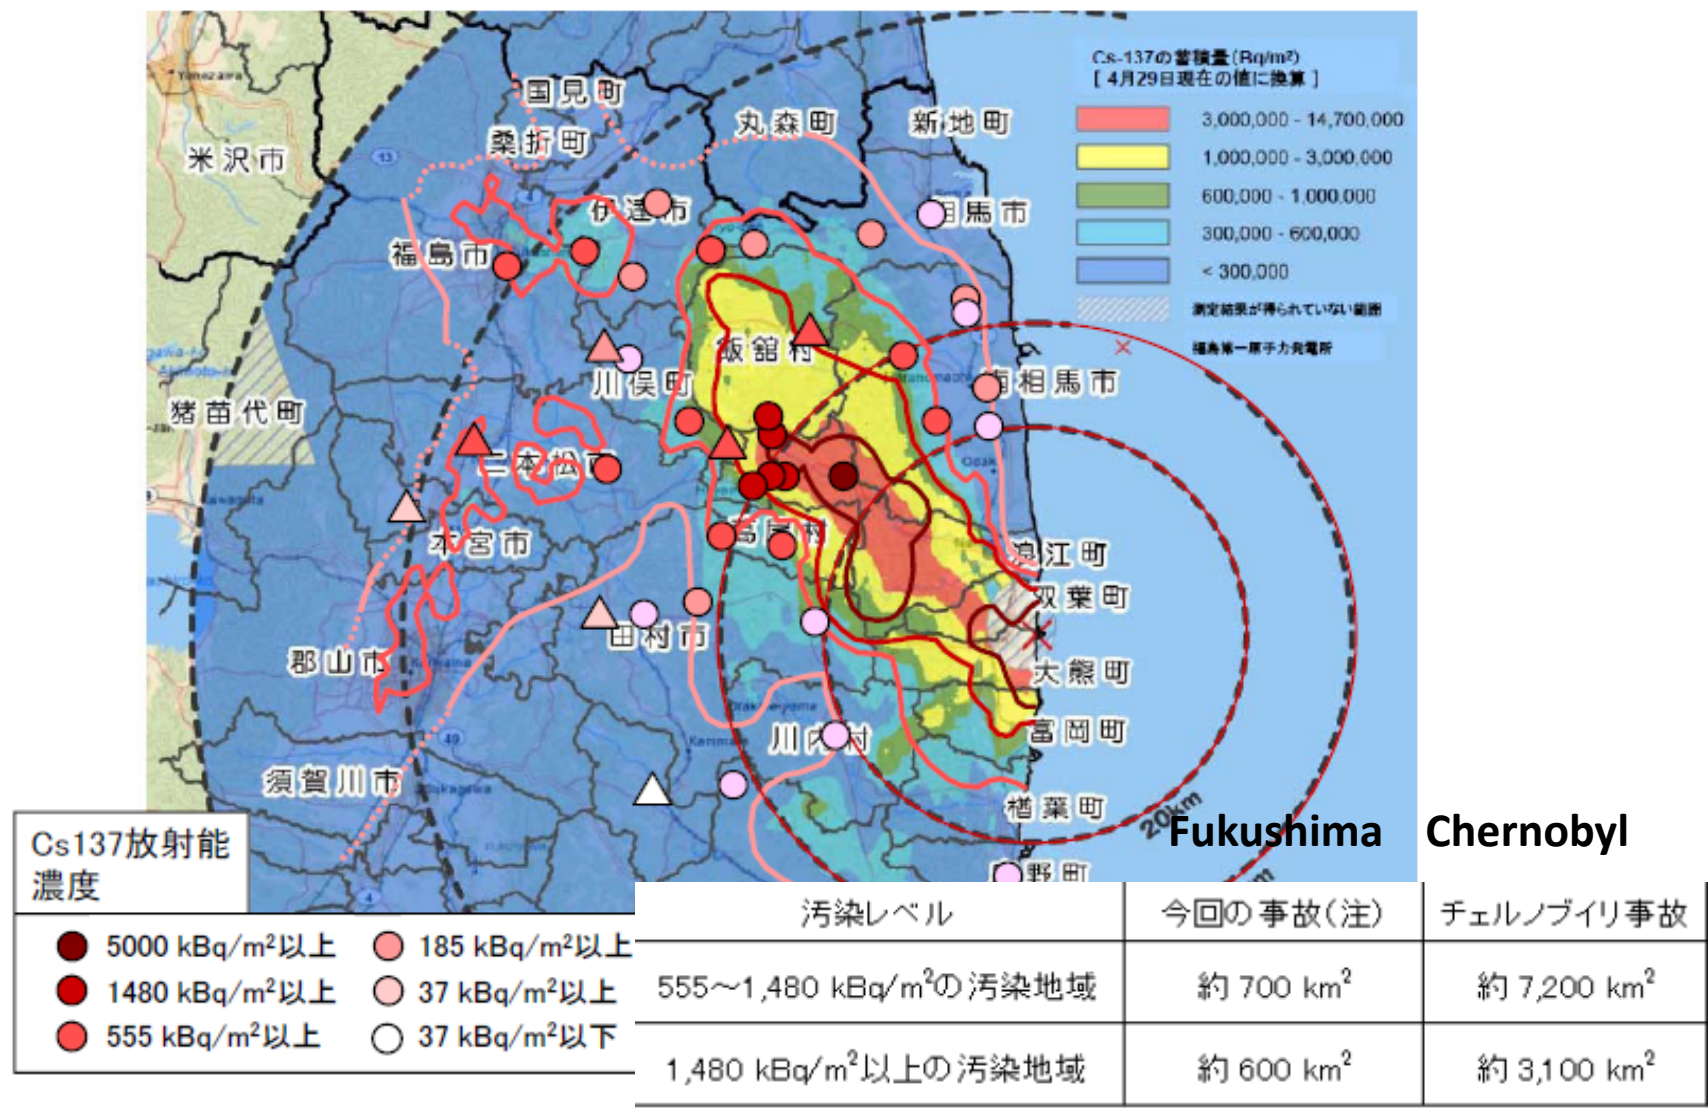 Cs-137の蓄積量(Bq/m²)
[ 4月29日現在の値に換算 ]
3,000,000 - 14,700,000
1,000,000 - 3,000,000
600,000 - 1,000,000
300,000 - 600,000
< 300,000
測定結果が得られていない範囲
福島第一原子力発電所
Yonezawa
国見町
桑折町
丸森町
新地町
米沢市
13
4
伊達市
相馬市
福島市
飯舘村
川俣町
南相馬市
猪苗代町
二本松市
Odaka
本宮市
葛尾村
浪江町
双葉町
田村市
郡山市
大熊町
富岡町
川内村
49
須賀川市
楢葉町
20km
野町
4
Fukushima Chernobyl
Cs137放射能
濃度
5000 kBq/m²以上
185 kBq/m²以上
1480 kBq/m²以上
37 kBq/m²以上
555 kBq/m²以上
37 kBq/m²以下
汚染レベル 今回の事故(注) チェルノブイリ事故
555~1,480 kBq/m²の汚染地域 約 700 km² 約 7,200 km²
1,480 kBq/m²以上の汚染地域 約 600 km² 約 3,100 km²